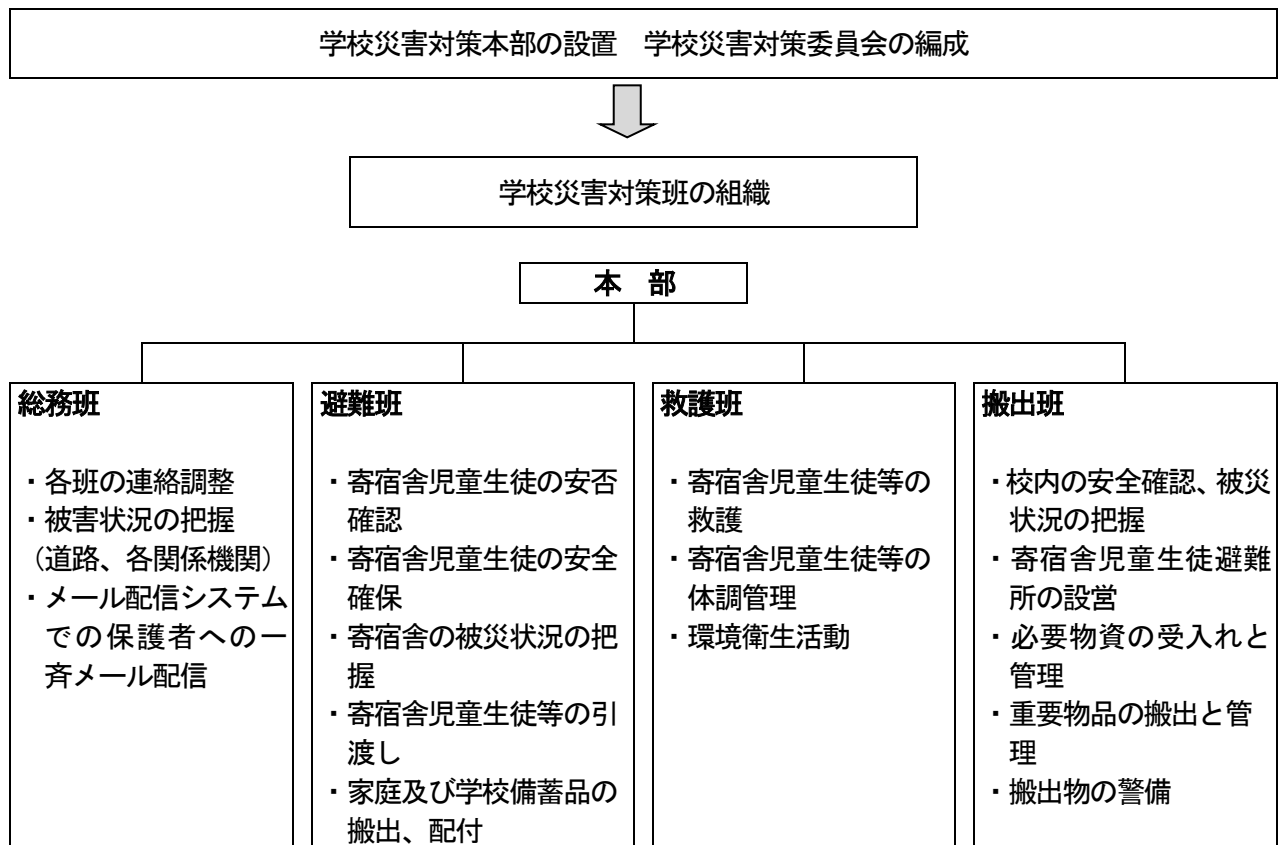 学校災害対策本部の設置　学校災害対策委員会の編成
学校災害対策班の組織
本　部
総務班
・各班の連絡調整
・被害状況の把握
（道路、各関係機関）
・メール配信システム
での保護者への一
斉メール配信
避難班
・寄宿舎児童生徒の安否
確認
・寄宿舎児童生徒の安全
確保
・寄宿舎の被災状況の把
握
・寄宿舎児童生徒等の引
渡し
・家庭及び学校備蓄品の
搬出、配付
救護班
・寄宿舎児童生徒等の
救護
・寄宿舎児童生徒等の
体調管理
・環境衛生活動
搬出班
・校内の安全確認、被災
状況の把握
・寄宿舎児童生徒避難
所の設営
・必要物資の受入れと
管理
・重要物品の搬出と管
理
・搬出物の警備